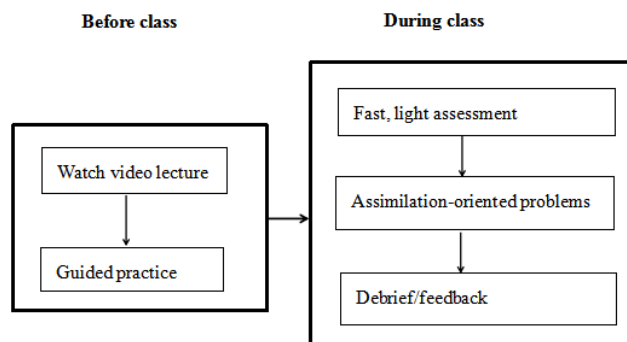 Before class
During class
Fast, light assessment
Watch video lecture
Assimilation-oriented problems
Guided practice
Debrief/feedback